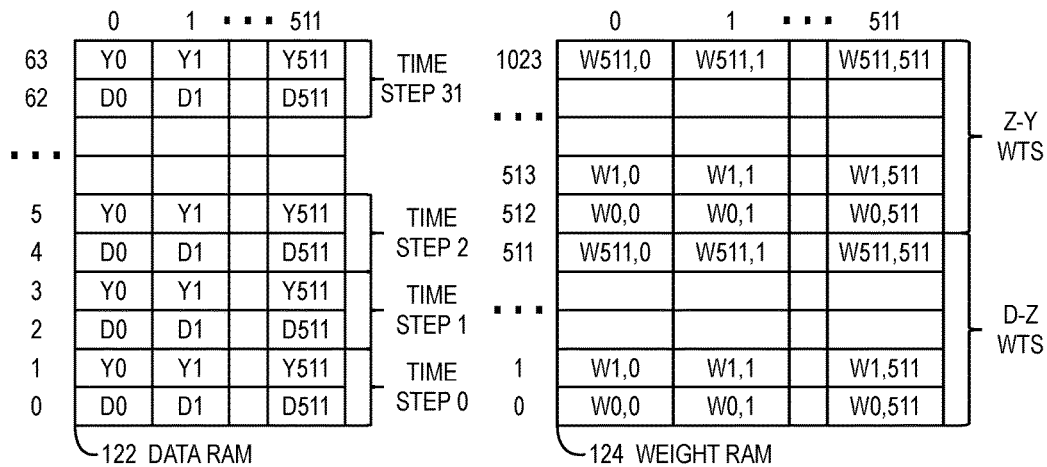 0 1 ▪ ▪ ▪ 511
63 Y0 Y1 Y511
62 D0 D1 D511
TIME STEP 31
▪ ▪ ▪
5 Y0 Y1 Y511
4 D0 D1 D511
TIME STEP 2
3 Y0 Y1 Y511
2 D0 D1 D511
TIME STEP 1
1 Y0 Y1 Y511
0 D0 D1 D511
TIME STEP 0
122 DATA RAM
0 1 ▪ ▪ ▪ 511
1023 W511,0 W511,1 W511,511
▪ ▪ ▪
513 W1,0 W1,1 W1,511
512 W0,0 W0,1 W0,511
Z-Y WTS
511 W511,0 W511,1 W511,511
▪ ▪ ▪
1 W1,0 W1,1 W1,511
0 W0,0 W0,1 W0,511
D-Z WTS
124 WEIGHT RAM